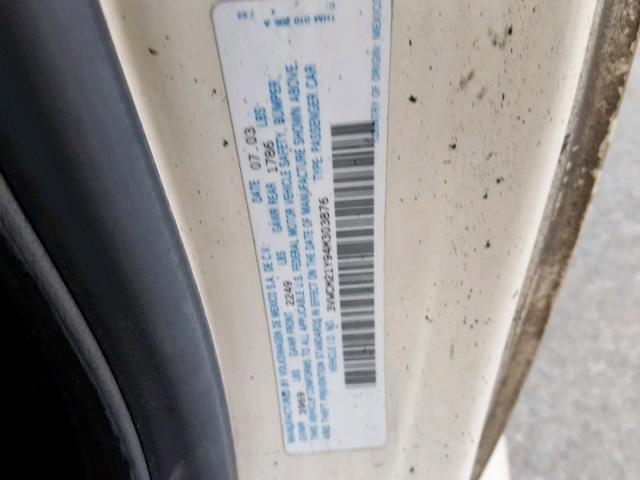 MANUFACTURED BY VOLKSWAGEN DE MEXICO S.A. DE C.V. DATE 07.03
GVWR 3969 LBS GAWR FRONT 2249 LBS GAWR REAR 1786 LBS
THIS VEHICLE CONFORMS TO ALL APPLICABLE U.S. FEDERAL MOTOR VEHICLE SAFETY, BUMPER,
AND THEFT PREVENTION STANDARDS IN EFFECT ON THE DATE OF MANUFACTURE SHOWN ABOVE.
VEHICLE I.D. NO: 3VWCM21Y94M303876 TYPE: PASSENGER CAR
COUNTRY OF ORIGIN: MEXICO